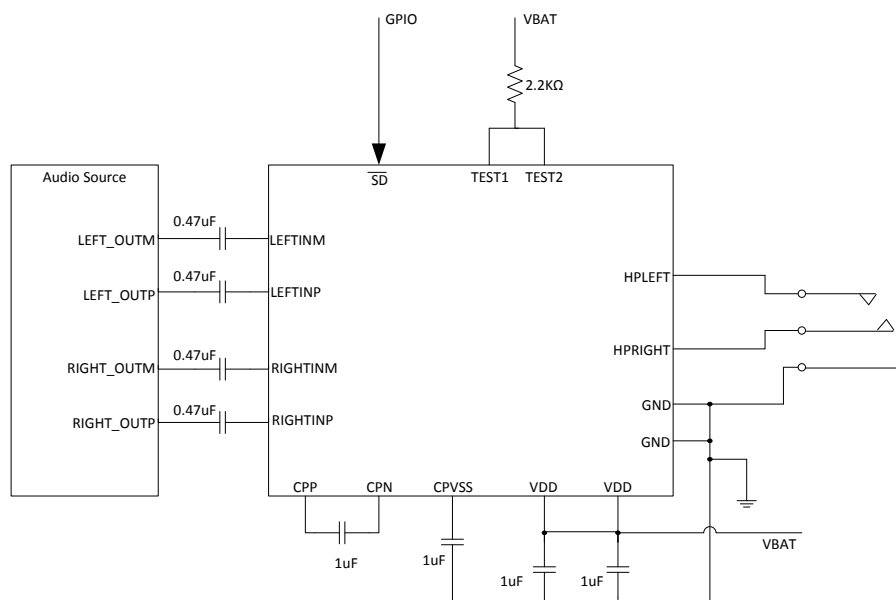 GPIO
VBAT
2.2KΩ
Audio Source
SD
TEST1
TEST2
0.47uF
LEFT_OUTM
LEFTINM
0.47uF
LEFT_OUTP
LEFTINP
HPLEFT
0.47uF
RIGHT_OUTM
RIGHTINM
HPRIGHT
0.47uF
RIGHT_OUTP
RIGHTINP
GND
GND
CPP
CPN
CPVSS
VDD
VDD
VBAT
1uF
1uF
1uF
1uF